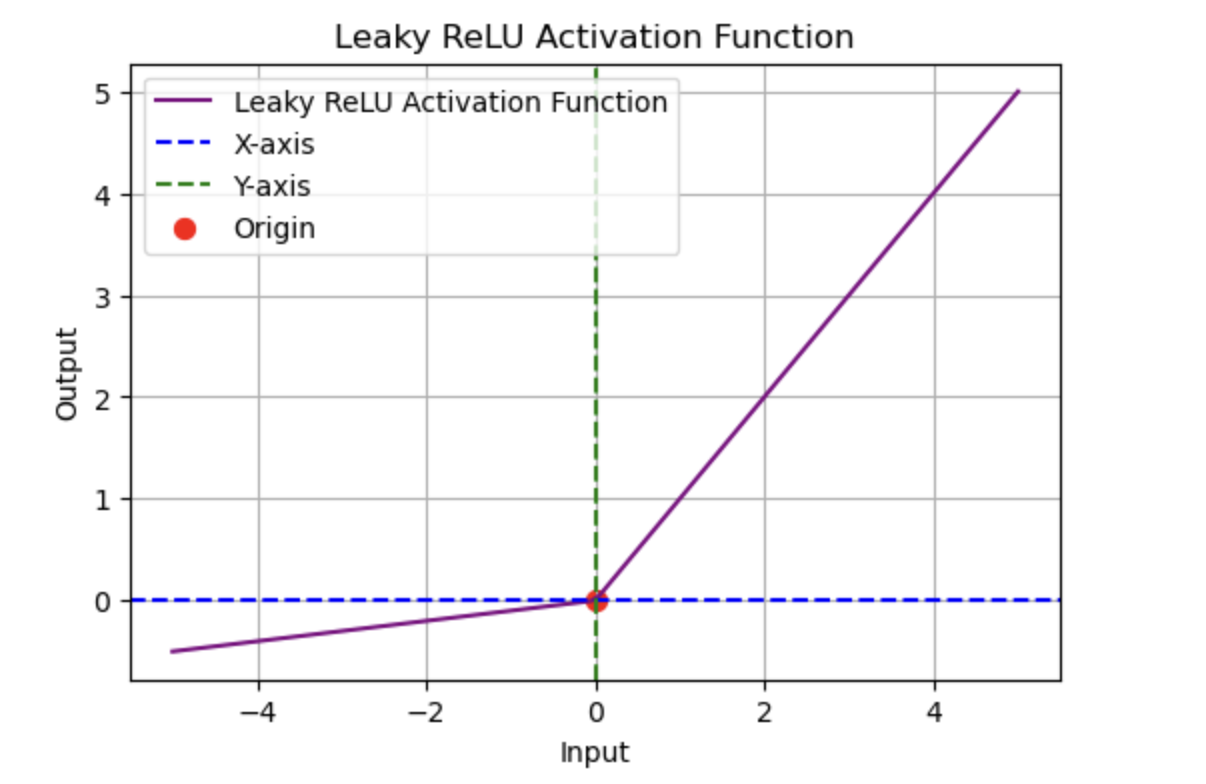 Leaky ReLU Activation Function
Leaky ReLU Activation Function
X-axis
Y-axis
Origin
5
4
3
2
1
0
Output
−4
−2
0
2
4
Input